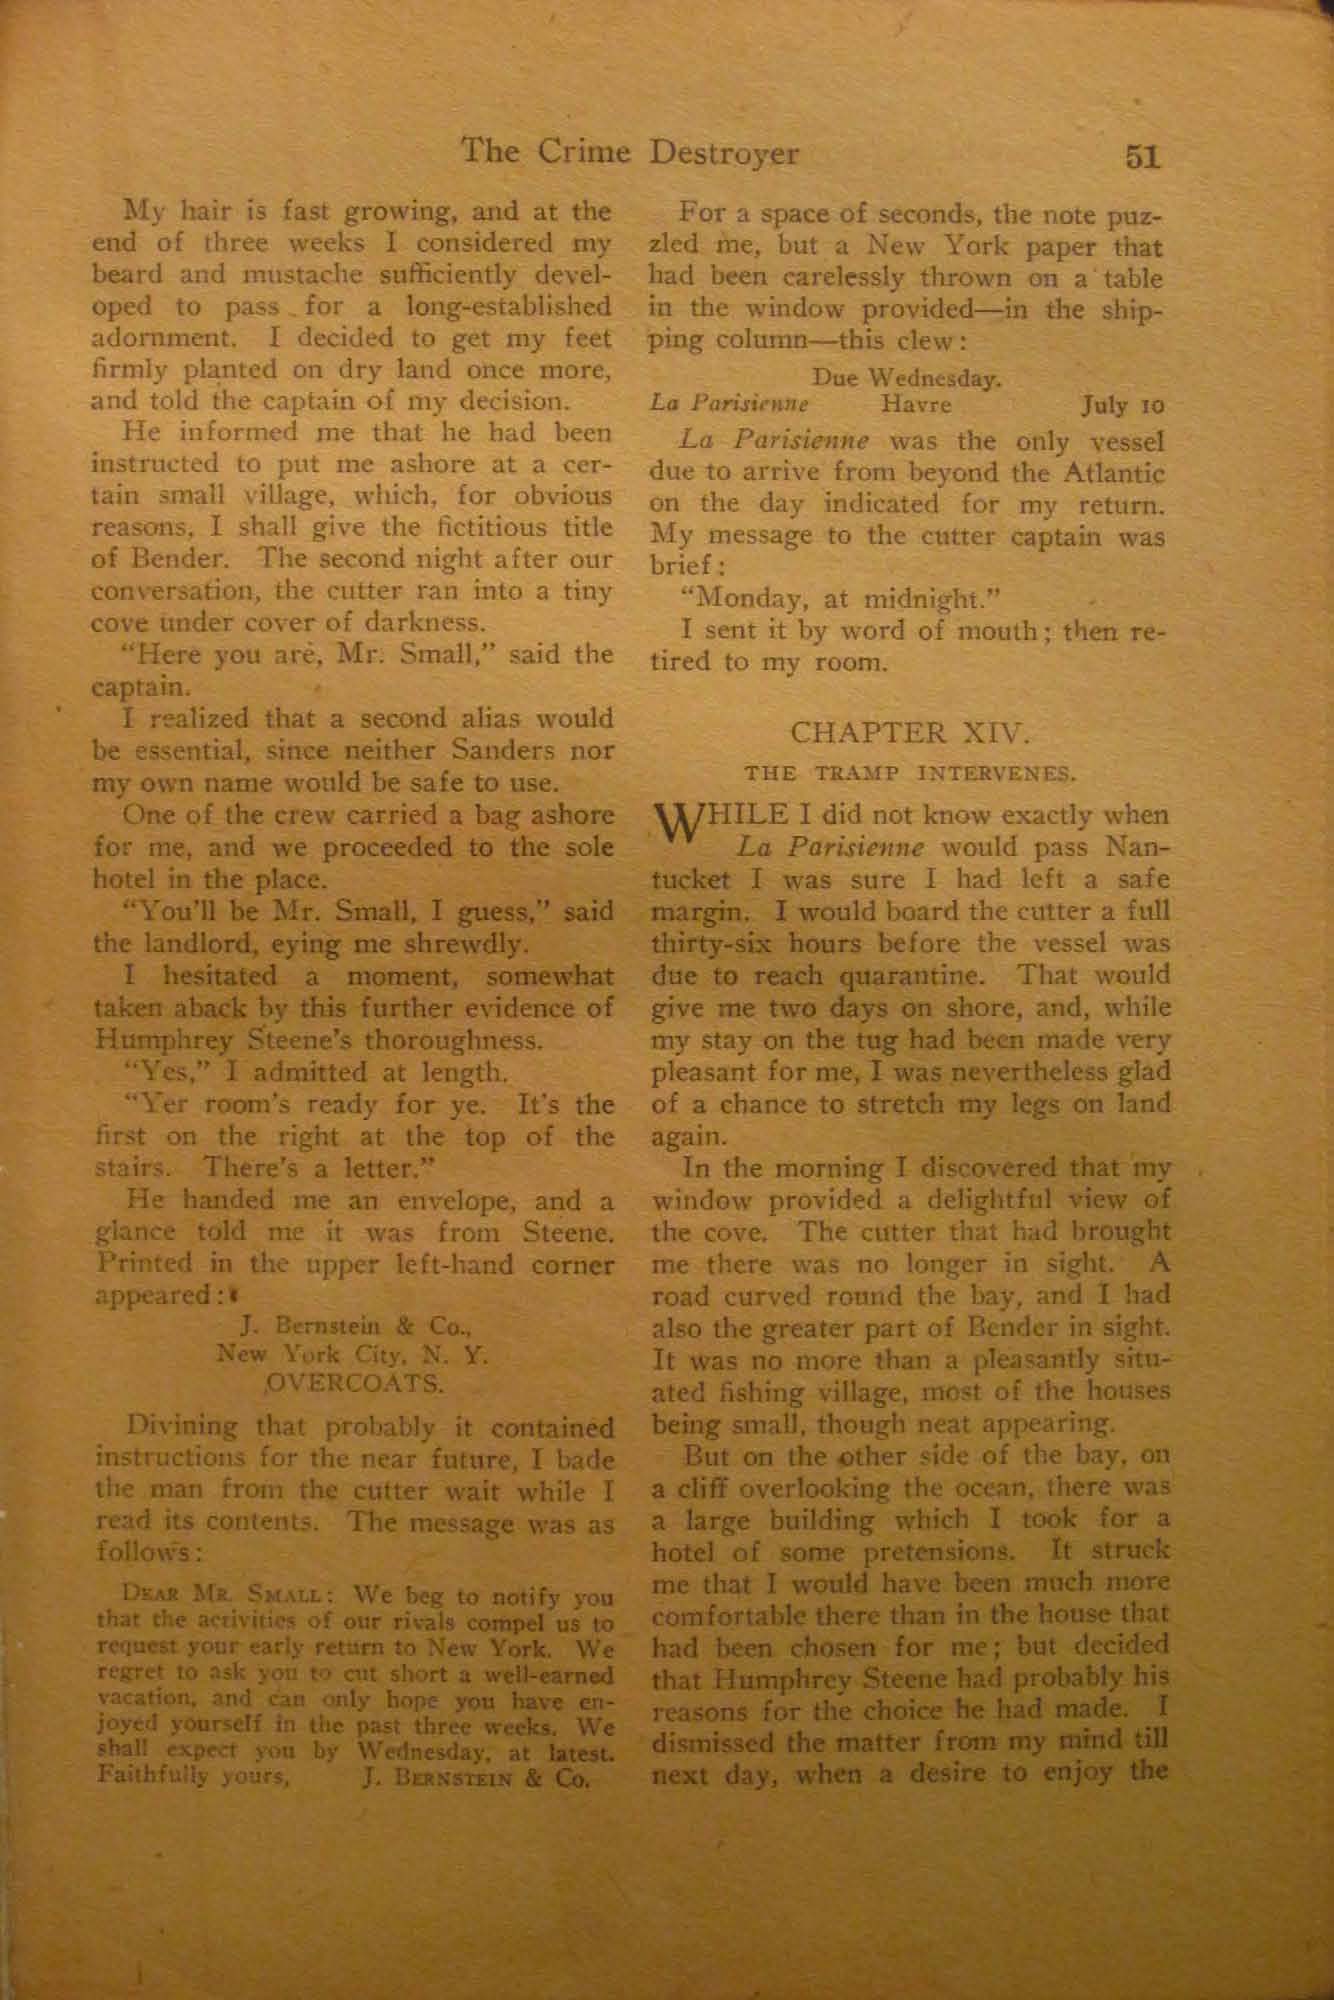 The Crime Destroyer 51
My hair is fast growing, and at the
end of three weeks I considered my
beard and mustache sufficiently devel-
oped to pass for a long-established
adornment. I decided to get my feet
firmly planted on dry land once more,
and told the captain of my decision.
He informed me that he had been
instructed to put me ashore at a cer-
tain small village, which, for obvious
reasons, I shall give the fictitious title
of Bender. The second night after our
conversation, the cutter ran into a tiny
cove under cover of darkness.
“Here you are, Mr. Small,” said the
captain.
I realized that a second alias would
be essential, since neither Sanders nor
my own name would be safe to use.
One of the crew carried a bag ashore
for me, and we proceeded to the sole
hotel in the place.
“You’ll be Mr. Small, I guess,” said
the landlord, eying me shrewdly.
I hesitated a moment, somewhat
taken aback by this further evidence of
Humphrey Steene’s thoroughness.
“Yes,” I admitted at length.
“Yer room’s ready for ye. It’s the
first on the right at the top of the
stairs. There’s a letter.”
He handed me an envelope, and a
glance told me it was from Steene.
Printed in the upper left-hand corner
appeared:
J. Bernstein & Co.,
New York City, N. Y.
OVERCOATS.
Divining that probably it contained
instructions for the near future, I bade
the man from the cutter wait while I
read its contents. The message was as
follows:
DEAR MR. SMALL: We beg to notify you
that the activities of our rivals compel us to
request your early return to New York. We
regret to ask you to cut short a well-earned
vacation, and can only hope you have en-
joyed yourself in the past three weeks. We
shall expect you by Wednesday, at latest.
Faithfully yours, J. BERNSTEIN & CO.
For a space of seconds, the note puz-
zled me, but a New York paper that
had been carelessly thrown on a table
in the window provided—in the ship-
ping column—this clew:
Due Wednesday.
La Parisienne Havre July 10
La Parisienne was the only vessel
due to arrive from beyond the Atlantic
on the day indicated for my return.
My message to the cutter captain was
brief:
“Monday, at midnight.”
I sent it by word of mouth; then re-
tired to my room.
CHAPTER XIV.
THE TRAMP INTERVENES.
WHILE I did not know exactly when
La Parisienne would pass Nan-
tucket I was sure I had left a safe
margin. I would board the cutter a full
thirty-six hours before the vessel was
due to reach quarantine. That would
give me two days on shore, and, while
my stay on the tug had been made very
pleasant for me, I was nevertheless glad
of a chance to stretch my legs on land
again.
In the morning I discovered that my
window provided a delightful view of
the cove. The cutter that had brought
me there was no longer in sight. A
road curved round the bay, and I had
also the greater part of Bender in sight.
It was no more than a pleasantly situ-
ated fishing village, most of the houses
being small, though neat appearing.
But on the other side of the bay, on
a cliff overlooking the ocean, there was
a large building which I took for a
hotel of some pretensions. It struck
me that I would have been much more
comfortable there than in the house that
had been chosen for me; but decided
that Humphrey Steene had probably his
reasons for the choice he had made. I
dismissed the matter from my mind till
next day, when a desire to enjoy the